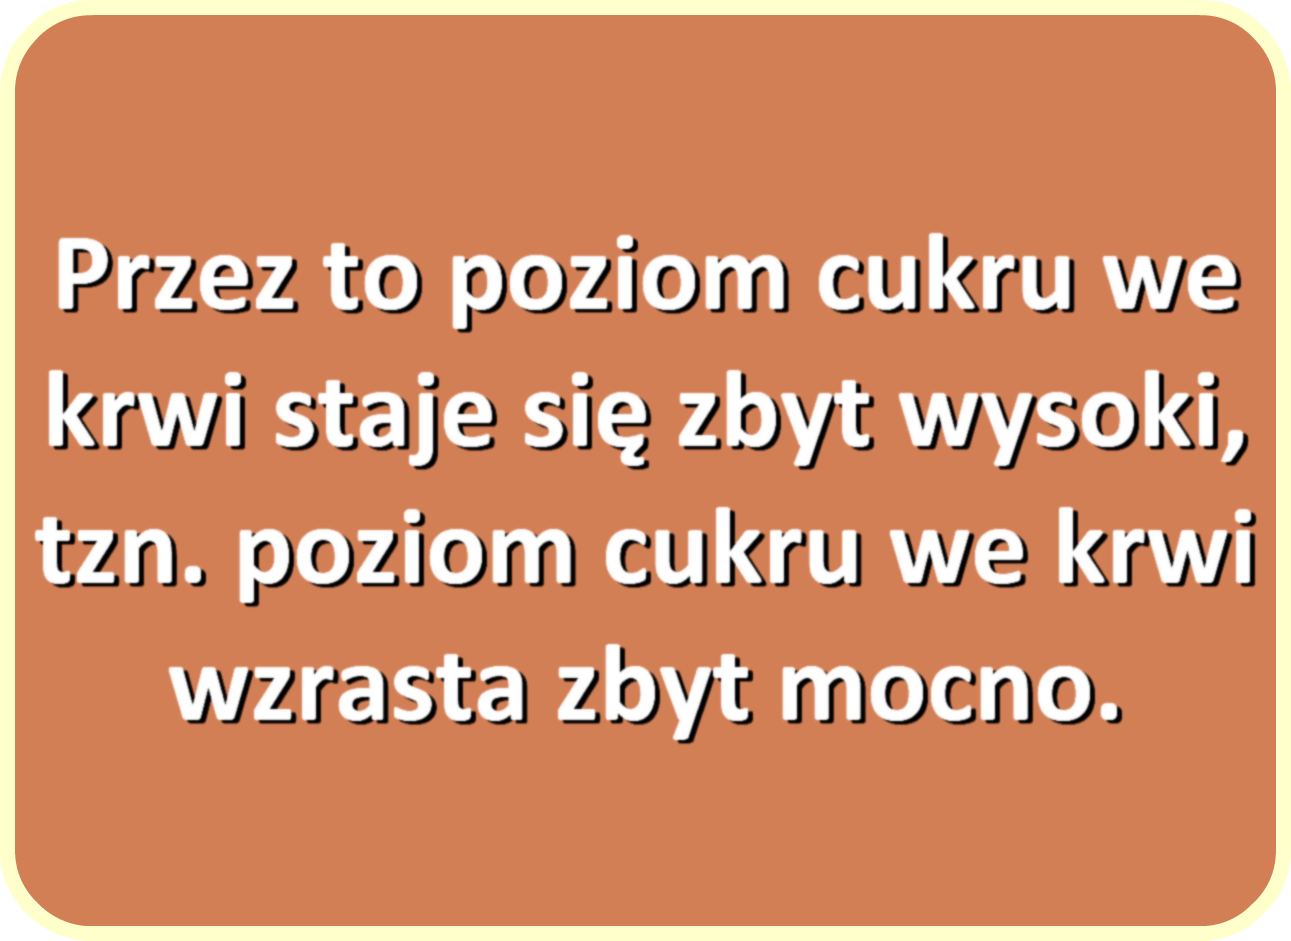 Przez to poziom cukru we
krwi staje się zbyt wysoki,
tzn. poziom cukru we krwi
wzrasta zbyt mocno.